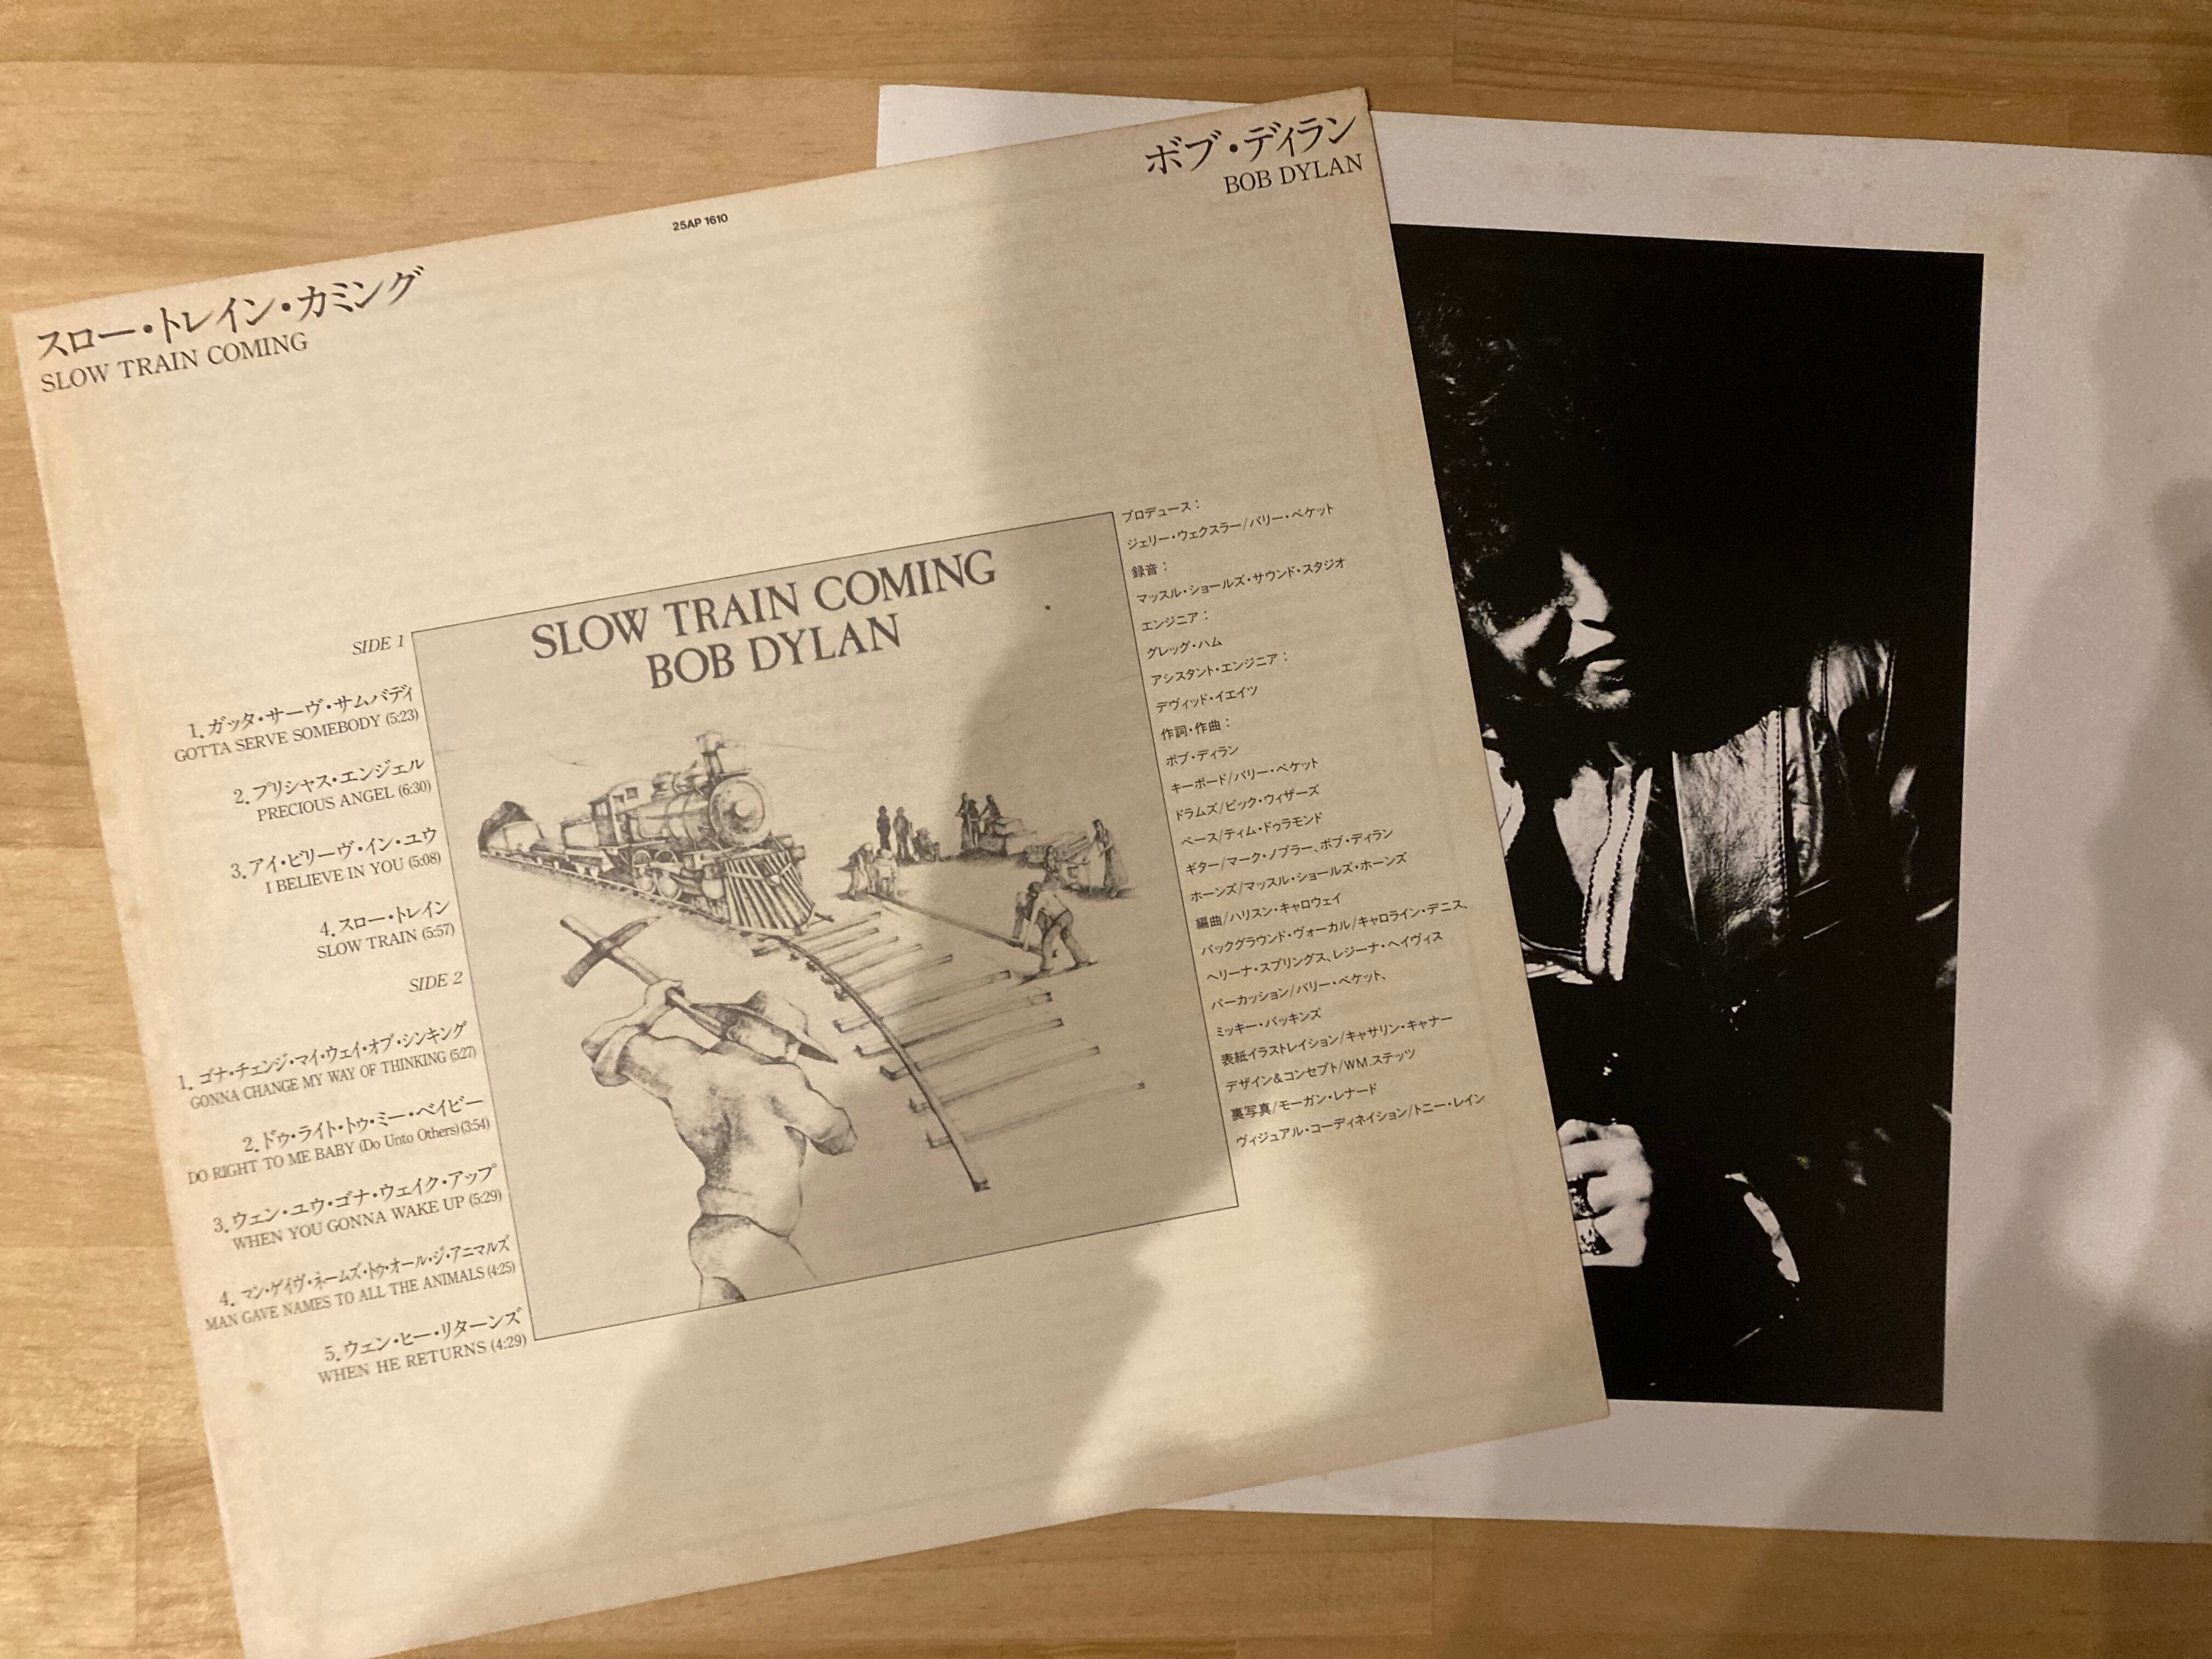 ボブ・ディラン
BOB DYLAN
25AP 1610
スロー・トレイン・カミング
SLOW TRAIN COMING
SIDE 1
1. ガッタ・サーヴ・サムバディ
GOTTA SERVE SOMEBODY (5:23)
2. プリシャス・エンジェル
PRECIOUS ANGEL (6:30)
3. アイ・ビリーヴ・イン・ユウ
I BELIEVE IN YOU (5:08)
4. スロー・トレイン
SLOW TRAIN (5:57)
SIDE 2
1. ゴナ・チェンジ・マイ・ウェイ・オブ・シンキング
GONNA CHANGE MY WAY OF THINKING (5:27)
2. ドゥ・ライト・トゥ・ミー・ベイビー
DO RIGHT TO ME BABY (Do Unto Others) (3:54)
3. ウェン・ユウ・ゴナ・ウェイク・アップ
WHEN YOU GONNA WAKE UP (5:29)
4. マン・ゲイヴ・ネームズ・トゥ・オール・ジ・アニマルズ
MAN GAVE NAMES TO ALL THE ANIMALS (4:25)
5. ウェン・ヒー・リターンズ
WHEN HE RETURNS (4:29)
SLOW TRAIN COMING
BOB DYLAN
プロデュース：
ジェリー・ウェクスラー/バリー・ベケット
録音：
マッスル・ショールズ・サウンド・スタジオ
エンジニア：
グレッグ・ハム
アシスタント・エンジニア：
デヴィッド・イエイツ
作詞・作曲：
ボブ・ディラン
キーボード/バリー・ベケット
ドラムズ/ピック・ウィザーズ
ベース/ティム・ドゥラモンド
ギター/マーク・ノプラー、ボブ・ディラン
ホーンズ/マッスル・ショールズ・ホーンズ
編曲/ハリスン・キャロウェイ
バックグラウンド・ヴォーカル/キャロライン・デニス、
ヘリーナ・スプリングス、レジーナ・ヘイヴィス
パーカッション/バリー・ベケット、
ミッキー・バッキンズ
表紙イラストレイション/キャサリン・キャナー
デザイン&コンセプト/WM.ステッツ
裏写真/モーガン・レナード
ヴィジュアル・コーディネイション/トニー・レイン